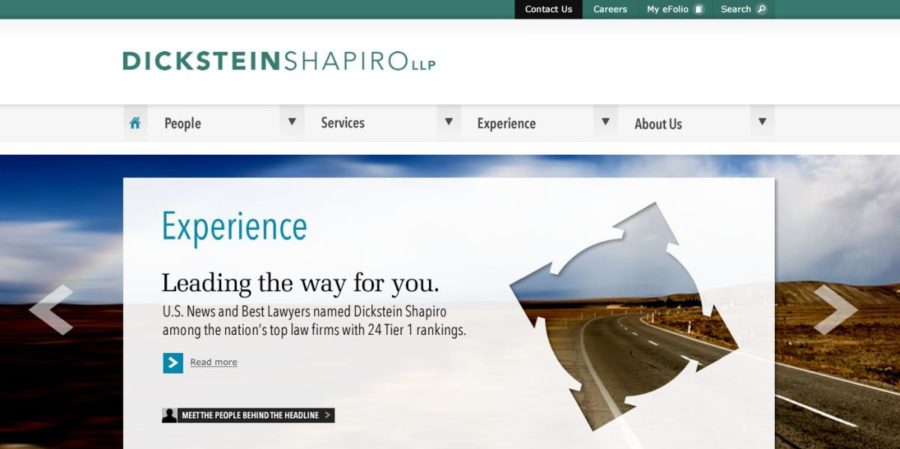 Contact Us Careers My eFolio Search
DICKSTEINSHAPIRO LLP
People Services Experience About Us
Experience
Leading the way for you.
U.S. News and Best Lawyers named Dickstein Shapiro
among the nation's top law firms with 24 Tier 1 rankings.
Read more
MEET THE PEOPLE BEHIND THE HEADLINE >